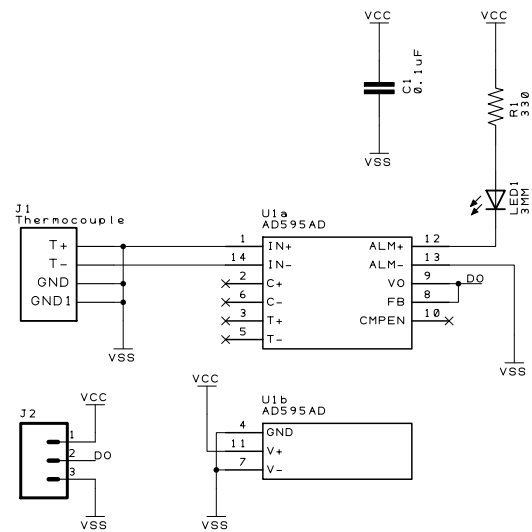 VCC
VCC
C1
0.1uF
R1
330
VSS
LED1
3MM
J1
Thermocouple
U1a
AD595AD
T+
1
IN+
ALM+
12
T-
14
IN-
ALM-
13
GND
2
C+
VO
9
DO
GND1
6
C-
FB
8
3
T+
CMPEN
10
5
T-
VSS
VSS
VCC
VCC
J2
U1b
AD595AD
1
4
GND
2
DO
11
V+
3
7
V-
VSS
VSS